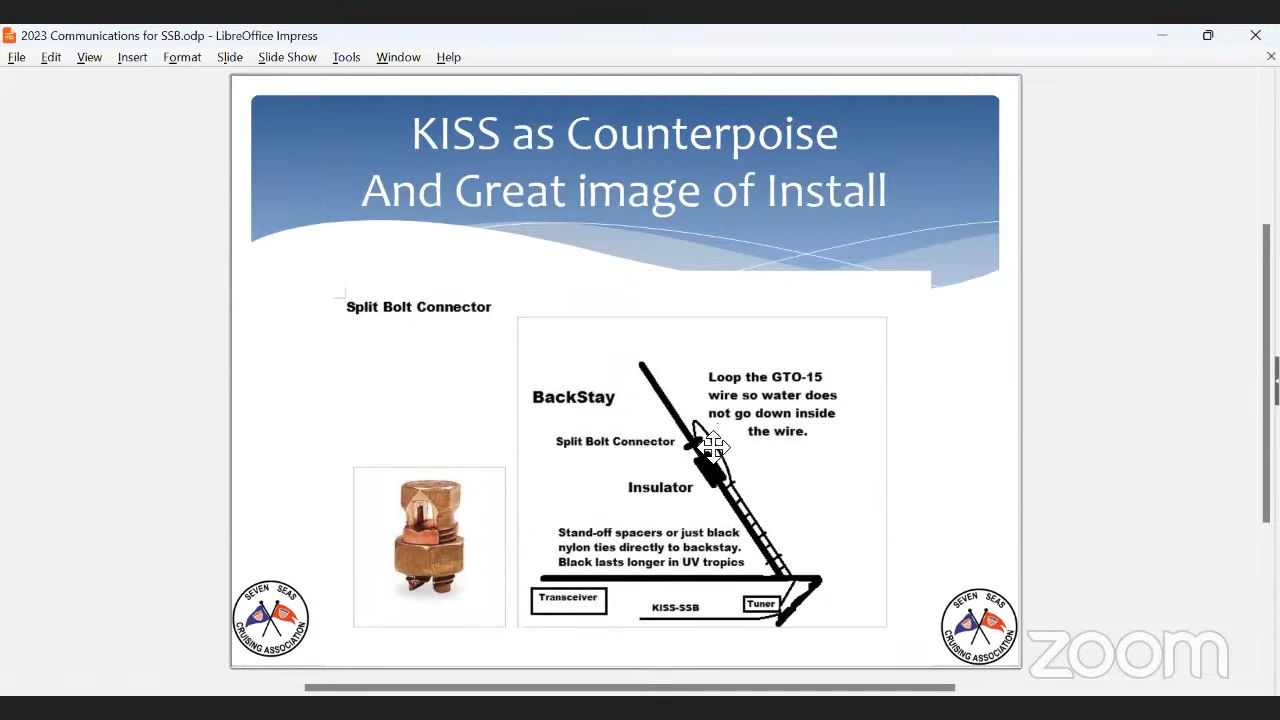 2023 Communications for SSB.odp - LibreOffice Impress
File Edit View Insert Format Slide Slide Show Tools Window Help
KISS as Counterpoise
And Great image of Install
Split Bolt Connector
BackStay
Loop the GTO-15
wire so water does
not go down inside
the wire.
Split Bolt Connector
Insulator
Stand-off spacers or just black
nylon ties directly to backstay.
Black lasts longer in UV tropics
Transceiver
KISS-SSB
Tuner
SEVEN SEAS
CRUISING ASSOCIATION
SEVEN SEAS
CRUISING ASSOCIATION
zoom